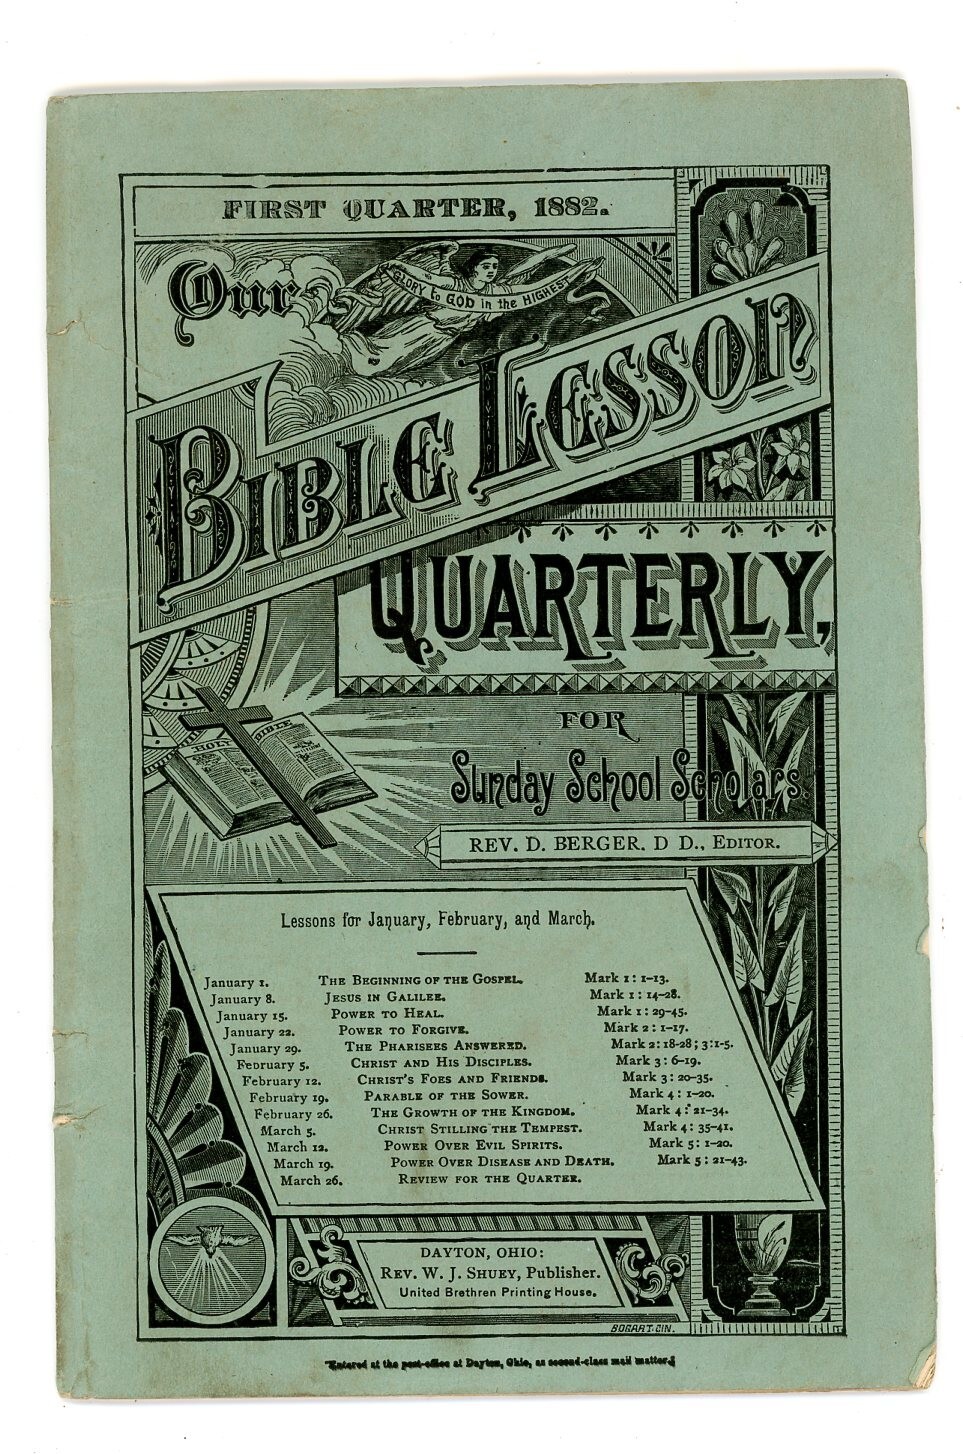 FIRST QUARTER, 1882.
Our
GLORY to GOD in the HIGHEST
BIBLE LESSON
QUARTERLY,
FOR
Sunday School Scholars.
HOLY BIBLE
REV. D. BERGER. D D., EDITOR.
Lessons for January, February, and March.
January 1. THE BEGINNING OF THE GOSPEL. Mark 1: 1-13.
January 8. JESUS IN GALILEE. Mark 1: 14-28.
January 15. POWER TO HEAL. Mark 1: 29-45.
January 22. POWER TO FORGIVE. Mark 2: 1-17.
January 29. THE PHARISEES ANSWERED. Mark 2: 18-28; 3:1-5.
February 5. CHRIST AND HIS DISCIPLES. Mark 3: 6-19.
February 12. CHRIST'S FOES AND FRIENDS. Mark 3: 20-35.
February 19. PARABLE OF THE SOWER. Mark 4: 1-20.
February 26. THE GROWTH OF THE KINGDOM. Mark 4: 21-34.
March 5. CHRIST STILLING THE TEMPEST. Mark 4: 35-41.
March 12. POWER OVER EVIL SPIRITS. Mark 5: 1-20.
March 19. POWER OVER DISEASE AND DEATH. Mark 5: 21-43.
March 26. REVIEW FOR THE QUARTER.
DAYTON, OHIO:
REV. W. J. SHUEY, Publisher.
United Brethren Printing House.
BOGART. CIN.
[Entered at the post-office at Dayton, Ohio, as second-class mail matter.]